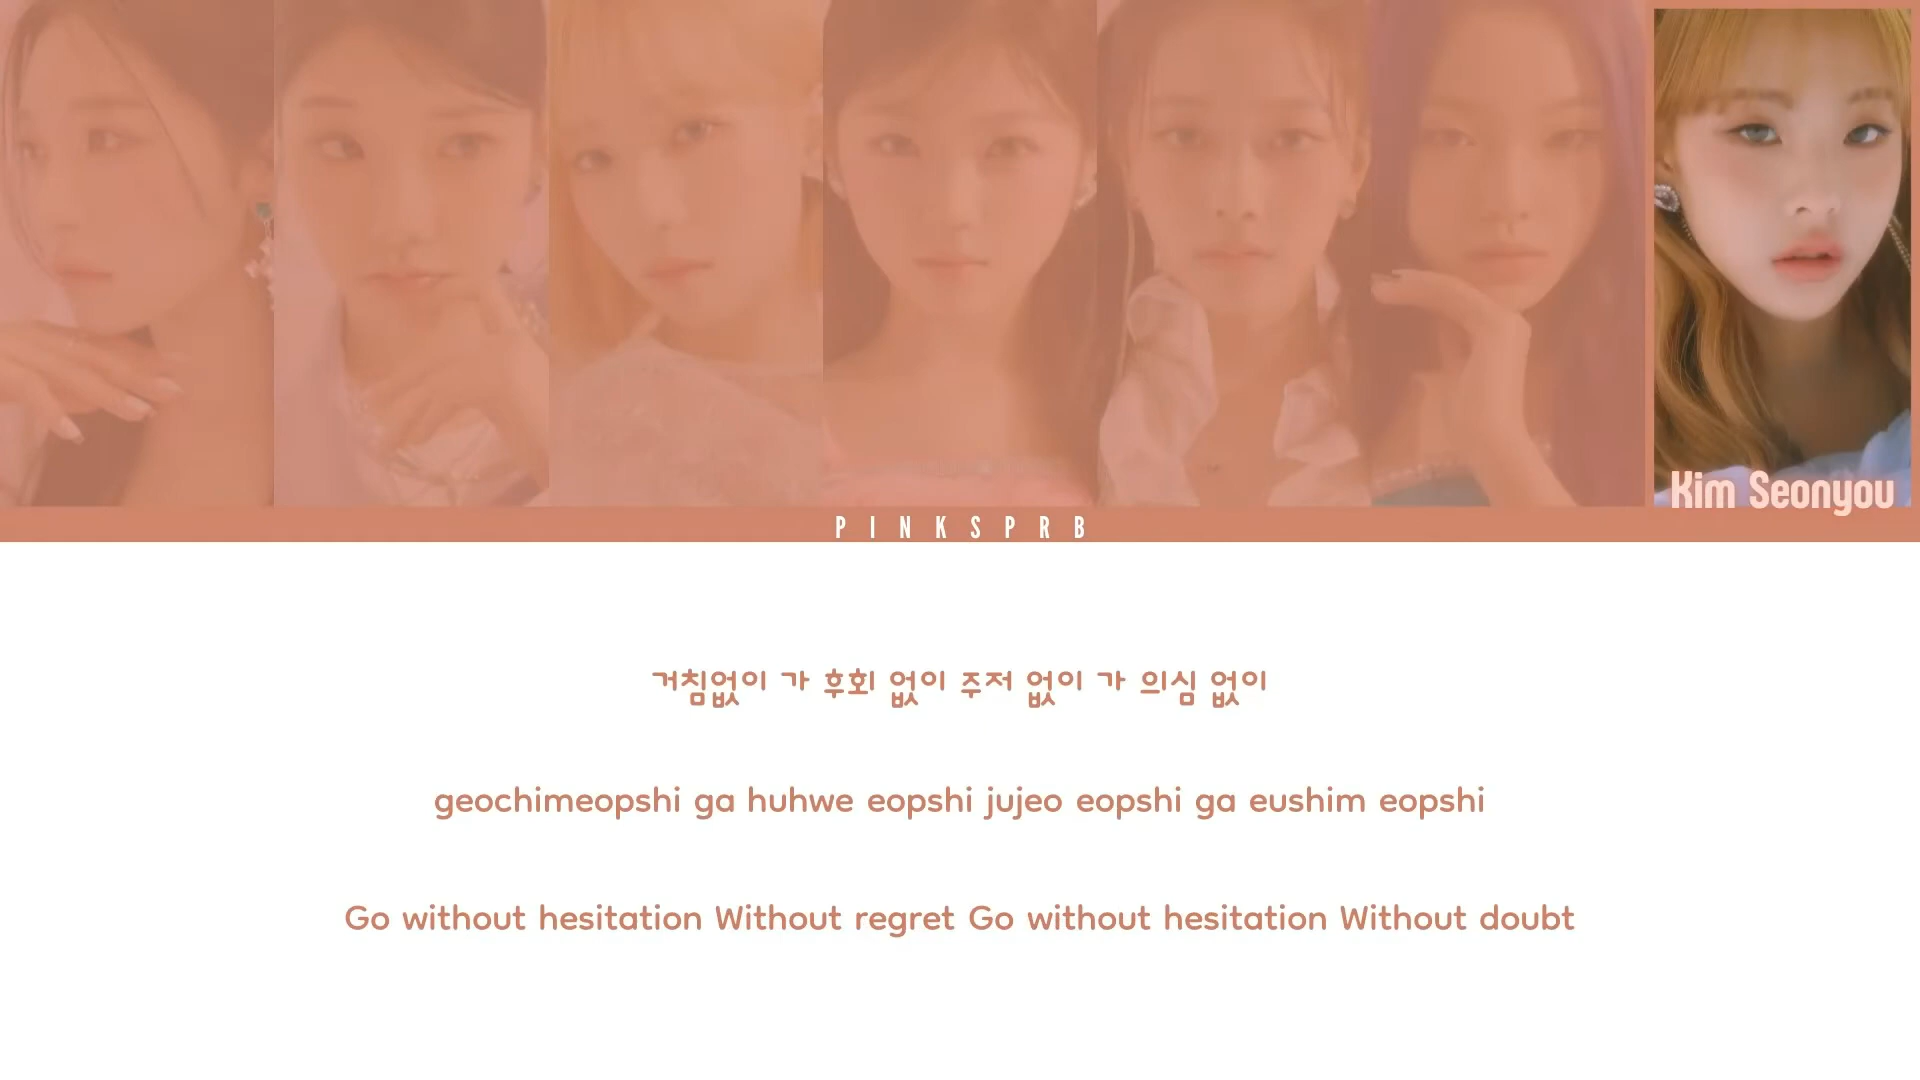 Kim Seonyou
PINKSPRB
거침없이 가 후회 없이 주저 없이 가 의심 없이
geochimeopshi ga huhwe eopshi jujeo eopshi ga eushim eopshi
Go without hesitation Without regret Go without hesitation Without doubt